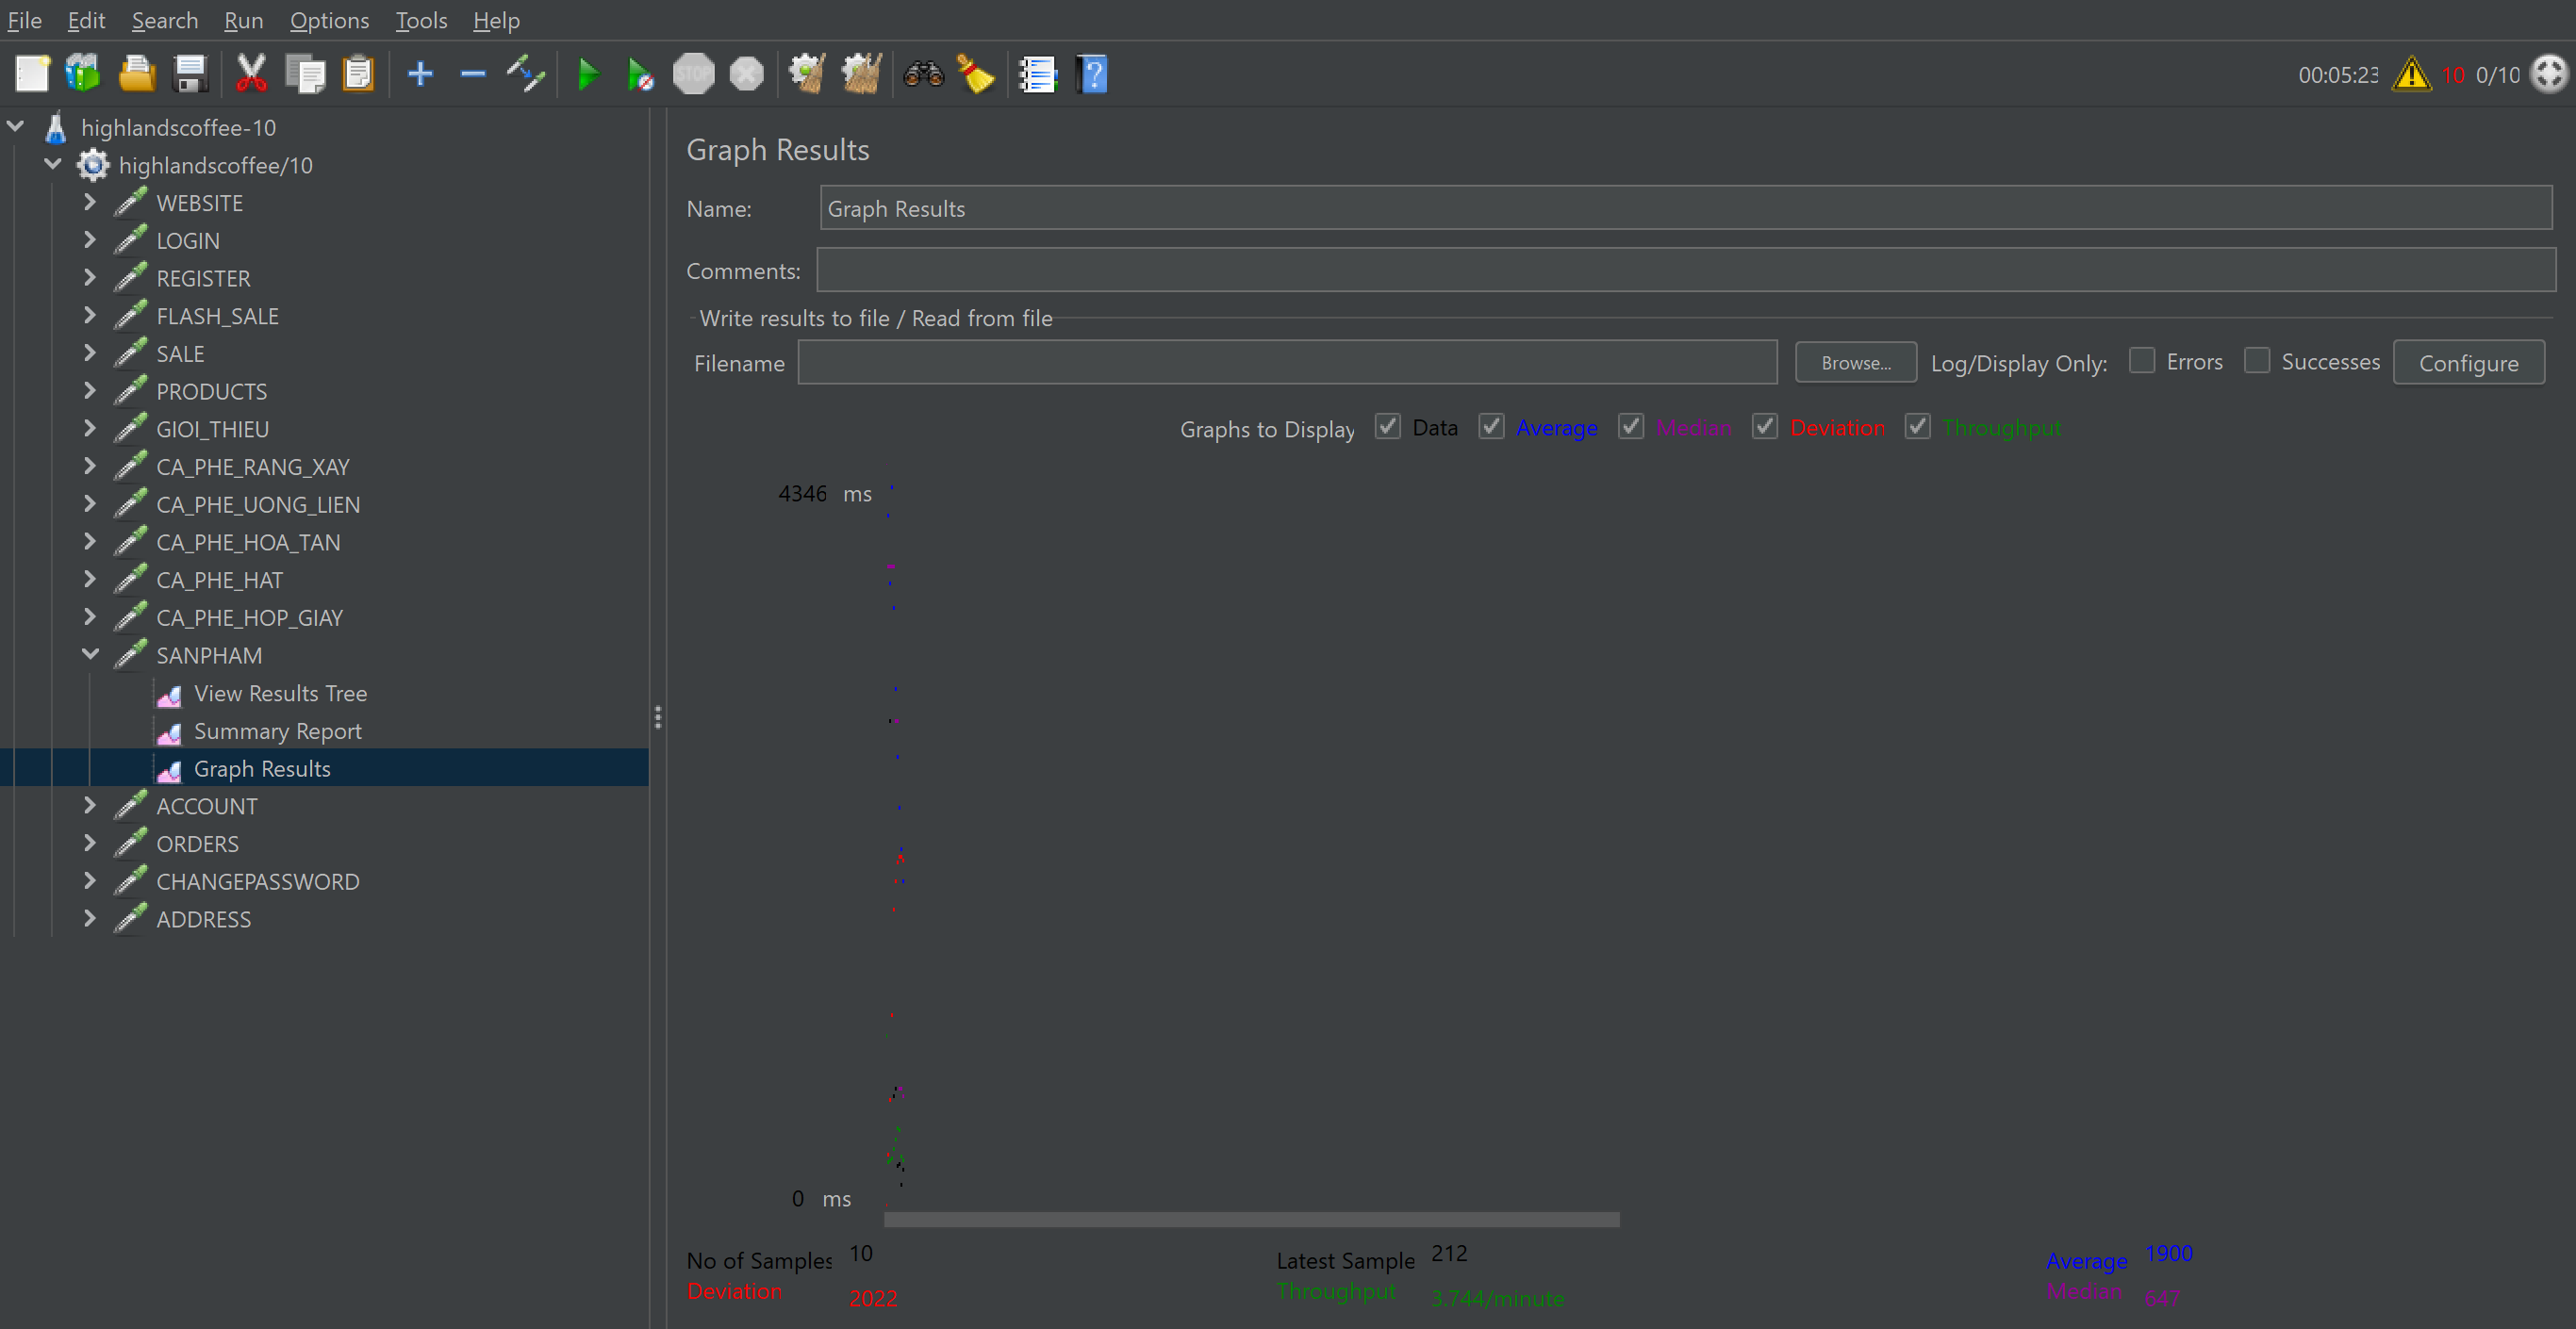 File Edit Search Run Options Tools Help
STOP
00:05:23 10 0/10
highlandscoffee-10
highlandscoffee/10
WEBSITE
LOGIN
REGISTER
FLASH_SALE
SALE
PRODUCTS
GIOI_THIEU
CA_PHE_RANG_XAY
CA_PHE_UONG_LIEN
CA_PHE_HOA_TAN
CA_PHE_HAT
CA_PHE_HOP_GIAY
SANPHAM
View Results Tree
Summary Report
Graph Results
ACCOUNT
ORDERS
CHANGEPASSWORD
ADDRESS
Graph Results
Name: Graph Results
Comments:
Write results to file / Read from file
Filename Browse... Log/Display Only: Errors Successes Configure
Graphs to Display Data Average Median Deviation Throughput
4346 ms
0 ms
No of Samples 10 Latest Sample 212 Average 1900
Deviation 2022 Throughput 3.744/minute Median 647